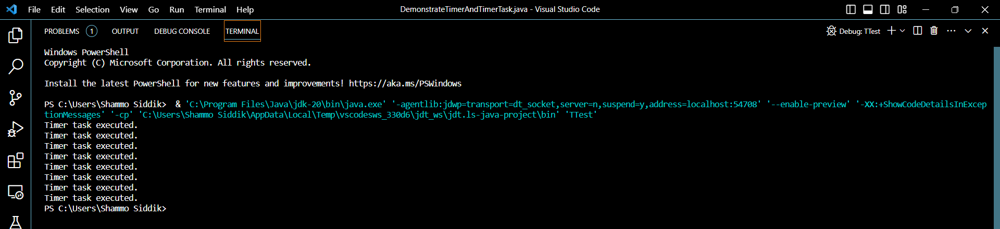 File Edit Selection View Go Run Terminal Help DemonstrateTimerAndTimerTask.java - Visual Studio Code
PROBLEMS 1 OUTPUT DEBUG CONSOLE TERMINAL Debug: TTest
Windows PowerShell
Copyright (C) Microsoft Corporation. All rights reserved.
Install the latest PowerShell for new features and improvements! https://aka.ms/PSWindows
PS C:\Users\Shammo Siddik>  & 'C:\Program Files\Java\jdk-20\bin\java.exe' '-agentlib:jdwp=transport=dt_socket,server=n,suspend=y,address=localhost:54708' '--enable-preview' '-XX:+ShowCodeDetailsInExcep
tionMessages' '-cp' 'C:\Users\Shammo Siddik\AppData\Local\Temp\vscodesws_330d6\jdt_ws\jdt.ls-java-project\bin' 'TTest'
Timer task executed.
Timer task executed.
Timer task executed.
Timer task executed.
Timer task executed.
Timer task executed.
Timer task executed.
Timer task executed.
PS C:\Users\Shammo Siddik>